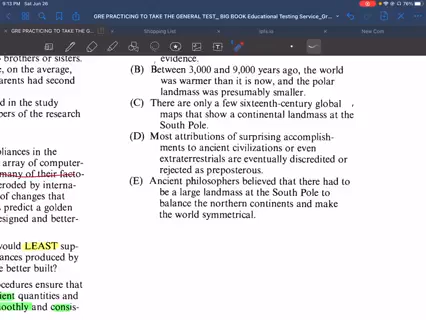 9:13 PM Sat Jun 26
76%
GRE PRACTICING TO TAKE THE GENERAL TEST_ BIG BOOK Educational Testing Service_Gr...
GRE PRACTICING TO TAKE THE G...
Shopping List
Ielts.io
New Com
brothers or sisters.
e, on the average,
arents had second
d in the study
bers of the research
pliances in the
array of computer-
many of their facto-
eroded by interna-
of changes that
s predict a golden
esigned and better-
would LEAST sup-
ances produced by
e better built?
ocedures ensure that
ient quantities and
oothly and consis-
evidence.
(B) Between 3,000 and 9,000 years ago, the world
was warmer than it is now, and the polar
landmass was presumably smaller.
(C) There are only a few sixteenth-century global
maps that show a continental landmass at the
South Pole.
(D) Most attributions of surprising accomplish-
ments to ancient civilizations or even
extraterrestrials are eventually discredited or
rejected as preposterous.
(E) Ancient philosophers believed that there had to
be a large landmass at the South Pole to
balance the northern continents and make
the world symmetrical.